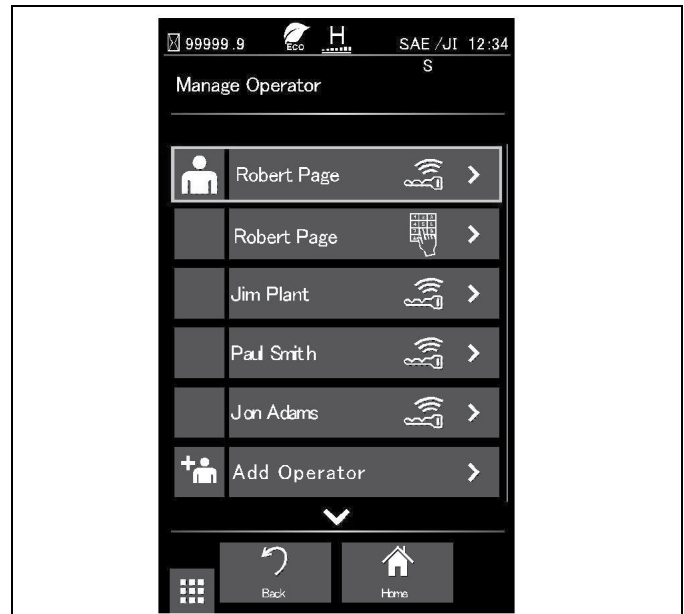 99999.9 ECO H SAE/JI 12:34
S
Manage Operator
Robert Page
Robert Page
Jim Plant
Paul Smith
Jon Adams
Add Operator
Back Home